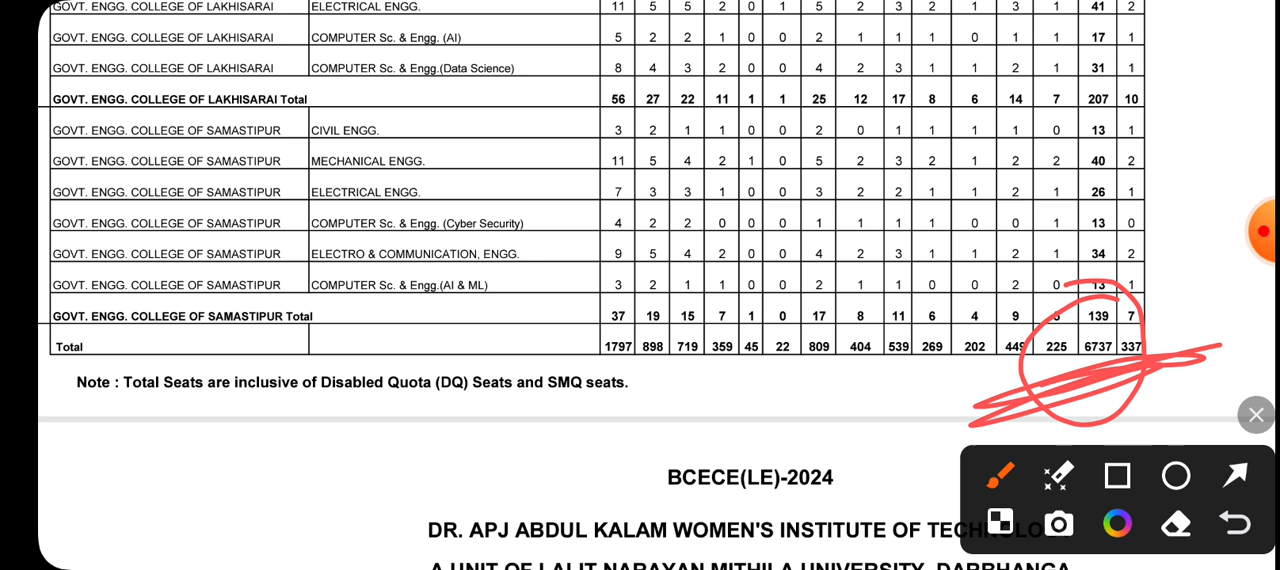 GOVT. ENGG. COLLEGE OF LAKHISARAI ELECTRICAL ENGG. 11 5 5 2 0 1 5 2 3 2 1 3 1 41 2
GOVT. ENGG. COLLEGE OF LAKHISARAI COMPUTER Sc. & Engg. (AI) 5 2 2 1 0 0 2 1 1 1 0 1 1 17 1
GOVT. ENGG. COLLEGE OF LAKHISARAI COMPUTER Sc. & Engg.(Data Science) 8 4 3 2 0 0 4 2 3 1 1 2 1 31 1
GOVT. ENGG. COLLEGE OF LAKHISARAI Total 56 27 22 11 1 1 25 12 17 8 6 14 7 207 10
GOVT. ENGG. COLLEGE OF SAMASTIPUR CIVIL ENGG. 3 2 1 1 0 0 2 0 1 1 1 1 0 13 1
GOVT. ENGG. COLLEGE OF SAMASTIPUR MECHANICAL ENGG. 11 5 4 2 1 0 5 2 3 2 1 2 2 40 2
GOVT. ENGG. COLLEGE OF SAMASTIPUR ELECTRICAL ENGG. 7 3 3 1 0 0 3 2 2 1 1 2 1 26 1
GOVT. ENGG. COLLEGE OF SAMASTIPUR COMPUTER Sc. & Engg. (Cyber Security) 4 2 2 0 0 0 1 1 1 1 0 0 1 13 0
GOVT. ENGG. COLLEGE OF SAMASTIPUR ELECTRO & COMMUNICATION, ENGG. 9 5 4 2 0 0 4 2 3 1 1 2 1 34 2
GOVT. ENGG. COLLEGE OF SAMASTIPUR COMPUTER Sc. & Engg.(AI & ML) 3 2 1 1 0 0 2 1 1 0 0 2 0 13 1
GOVT. ENGG. COLLEGE OF SAMASTIPUR Total 37 19 15 7 1 0 17 8 11 6 4 9 139 7
Total 1797 898 719 359 45 22 809 404 539 269 202 449 225 6737 337
Note : Total Seats are inclusive of Disabled Quota (DQ) Seats and SMQ seats.
BCECE(LE)-2024
DR. APJ ABDUL KALAM WOMEN'S INSTITUTE OF TECHNOLOGY
A UNIT OF LALIT NARAYAN MITHILA UNIVERSITY, DARBHANGA